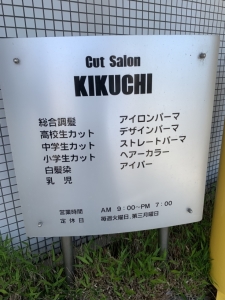 Cut Salon
KIKUCHI
総合調髪
高校生カット
中学生カット
小学生カット
白髪染
乳児
アイロンパーマ
デザインパーマ
ストレートパーマ
ヘアーカラー
アイパー
営業時間 AM 9:00~PM 7:00
定休日 毎週火曜日、第三月曜日